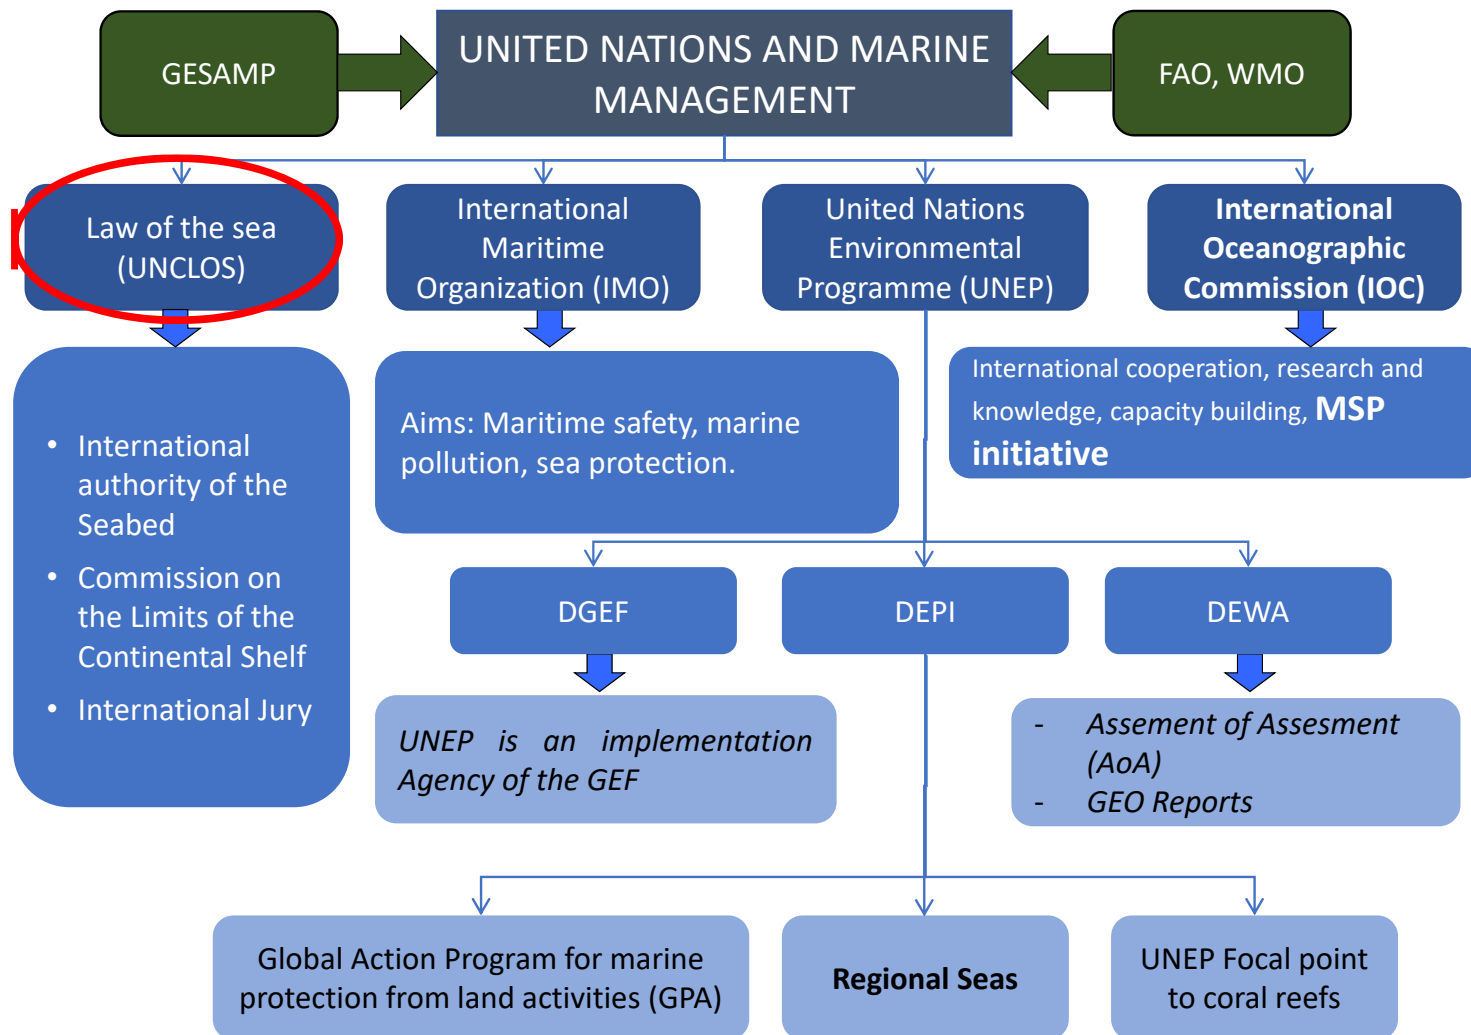 GESAMP
UNITED NATIONS AND MARINE
MANAGEMENT
FAO, WMO
Law of the sea
(UNCLOS)
International
Maritime
Organization (IMO)
United Nations
Environmental
Programme (UNEP)
International
Oceanographic
Commission (IOC)
• International
authority of the
Seabed
• Commission on
the Limits of the
Continental Shelf
• International Jury
Aims: Maritime safety, marine
pollution, sea protection.
International cooperation, research and
knowledge, capacity building, MSP
initiative
DGEF
DEPI
DEWA
UNEP is an implementation
Agency of the GEF
- Assement of Assesment
(AoA)
- GEO Reports
Global Action Program for marine
protection from land activities (GPA)
Regional Seas
UNEP Focal point
to coral reefs